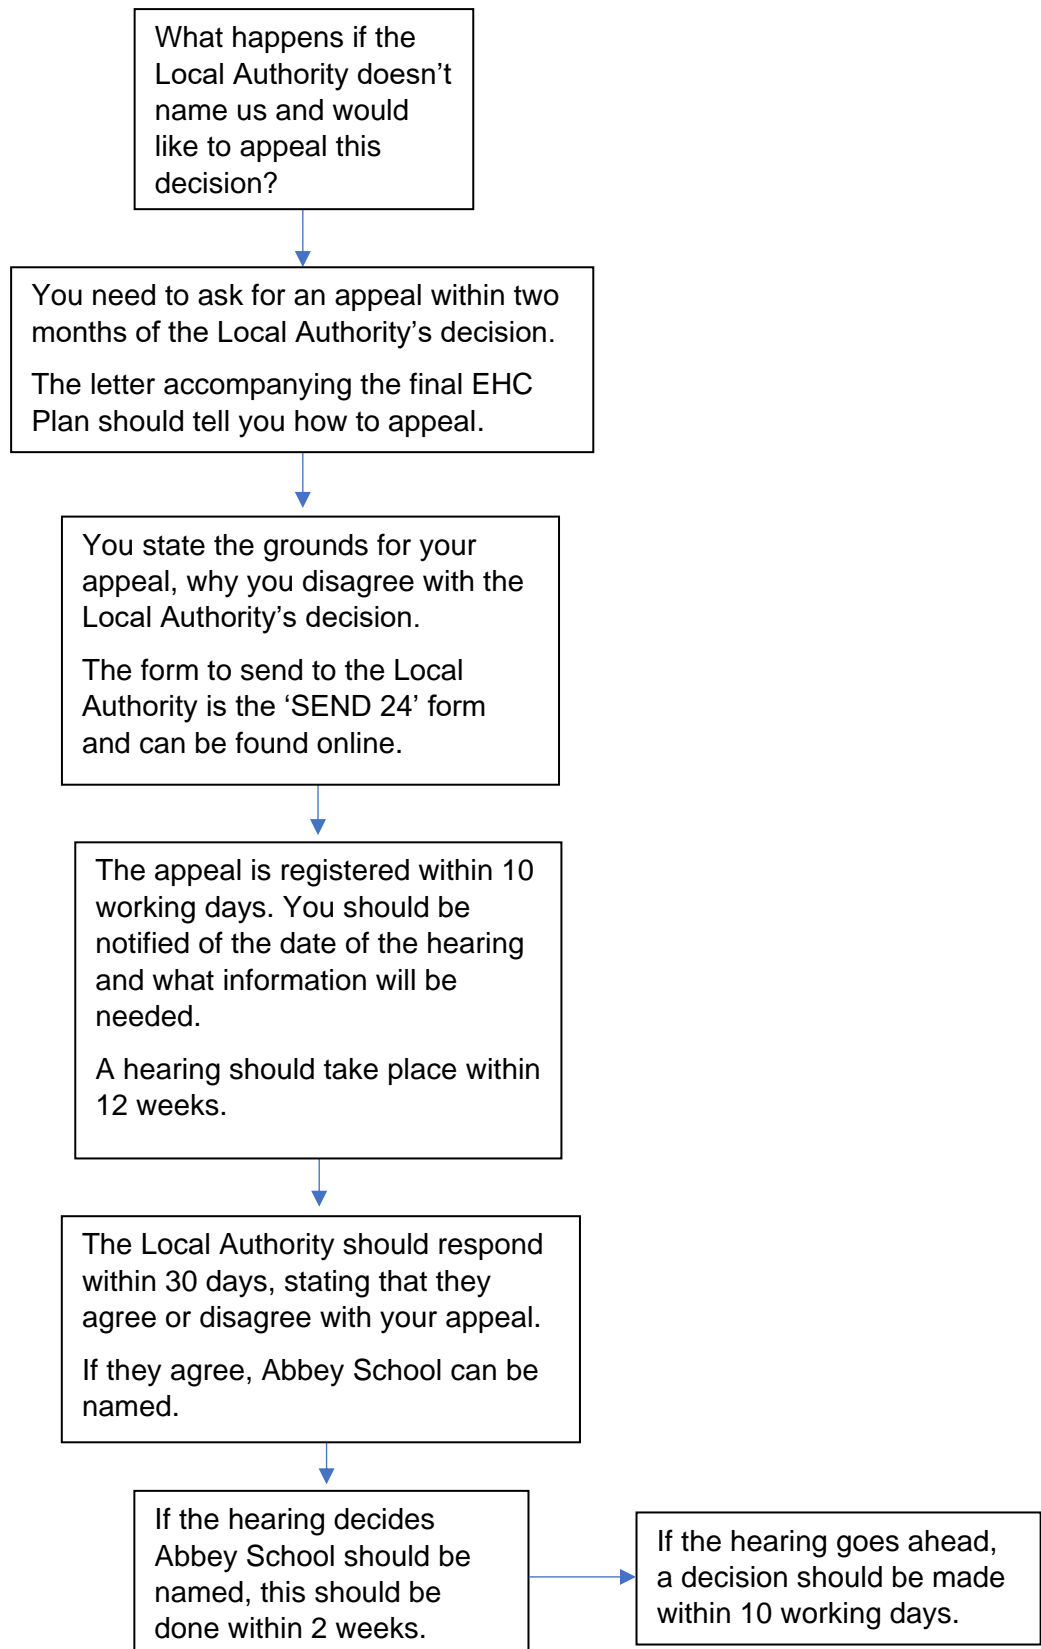 What happens if the
Local Authority doesn’t
name us and would
like to appeal this
decision?
You need to ask for an appeal within two
months of the Local Authority’s decision.
The letter accompanying the final EHC
Plan should tell you how to appeal.
You state the grounds for your
appeal, why you disagree with the
Local Authority’s decision.
The form to send to the Local
Authority is the ‘SEND 24’ form
and can be found online.
The appeal is registered within 10
working days. You should be
notified of the date of the hearing
and what information will be
needed.
A hearing should take place within
12 weeks.
The Local Authority should respond
within 30 days, stating that they
agree or disagree with your appeal.
If they agree, Abbey School can be
named.
If the hearing decides
Abbey School should be
named, this should be
done within 2 weeks.
If the hearing goes ahead,
a decision should be made
within 10 working days.